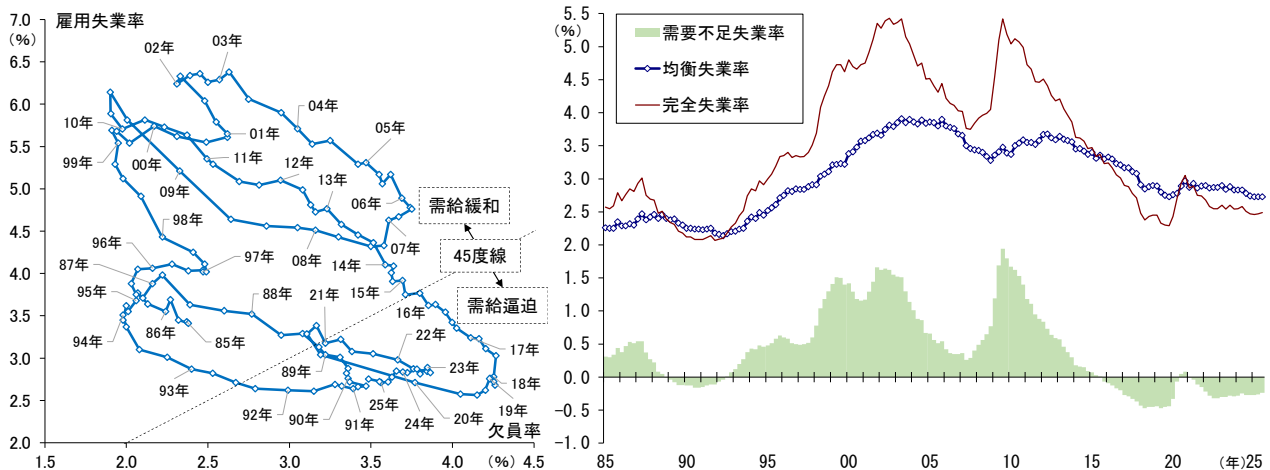 雇用失業率
(%)
7.0
6.5
6.0
5.5
5.0
4.5
4.0
3.5
3.0
2.5
2.0
1.5
2.0
2.5
3.0
3.5
4.0
4.5
欠員率
(%)
02年
03年
04年
05年
01年
10年
99年
00年
11年
12年
09年
13年
06年
需給緩和
98年
07年
96年
08年
45度線
87年
97年
14年
95年
21年
15年
需給逼迫
88年
16年
86年
22年
94年
85年
17年
89年
23年
93年
18年
92年
90年
91年
25年
24年
20年
19年
(%)
5.5
5.0
4.5
4.0
3.5
3.0
2.5
2.0
1.5
1.0
0.5
0.0
-0.5
-1.0
需要不足失業率
均衡失業率
完全失業率
85
90
95
00
05
10
15
20
25
(年)